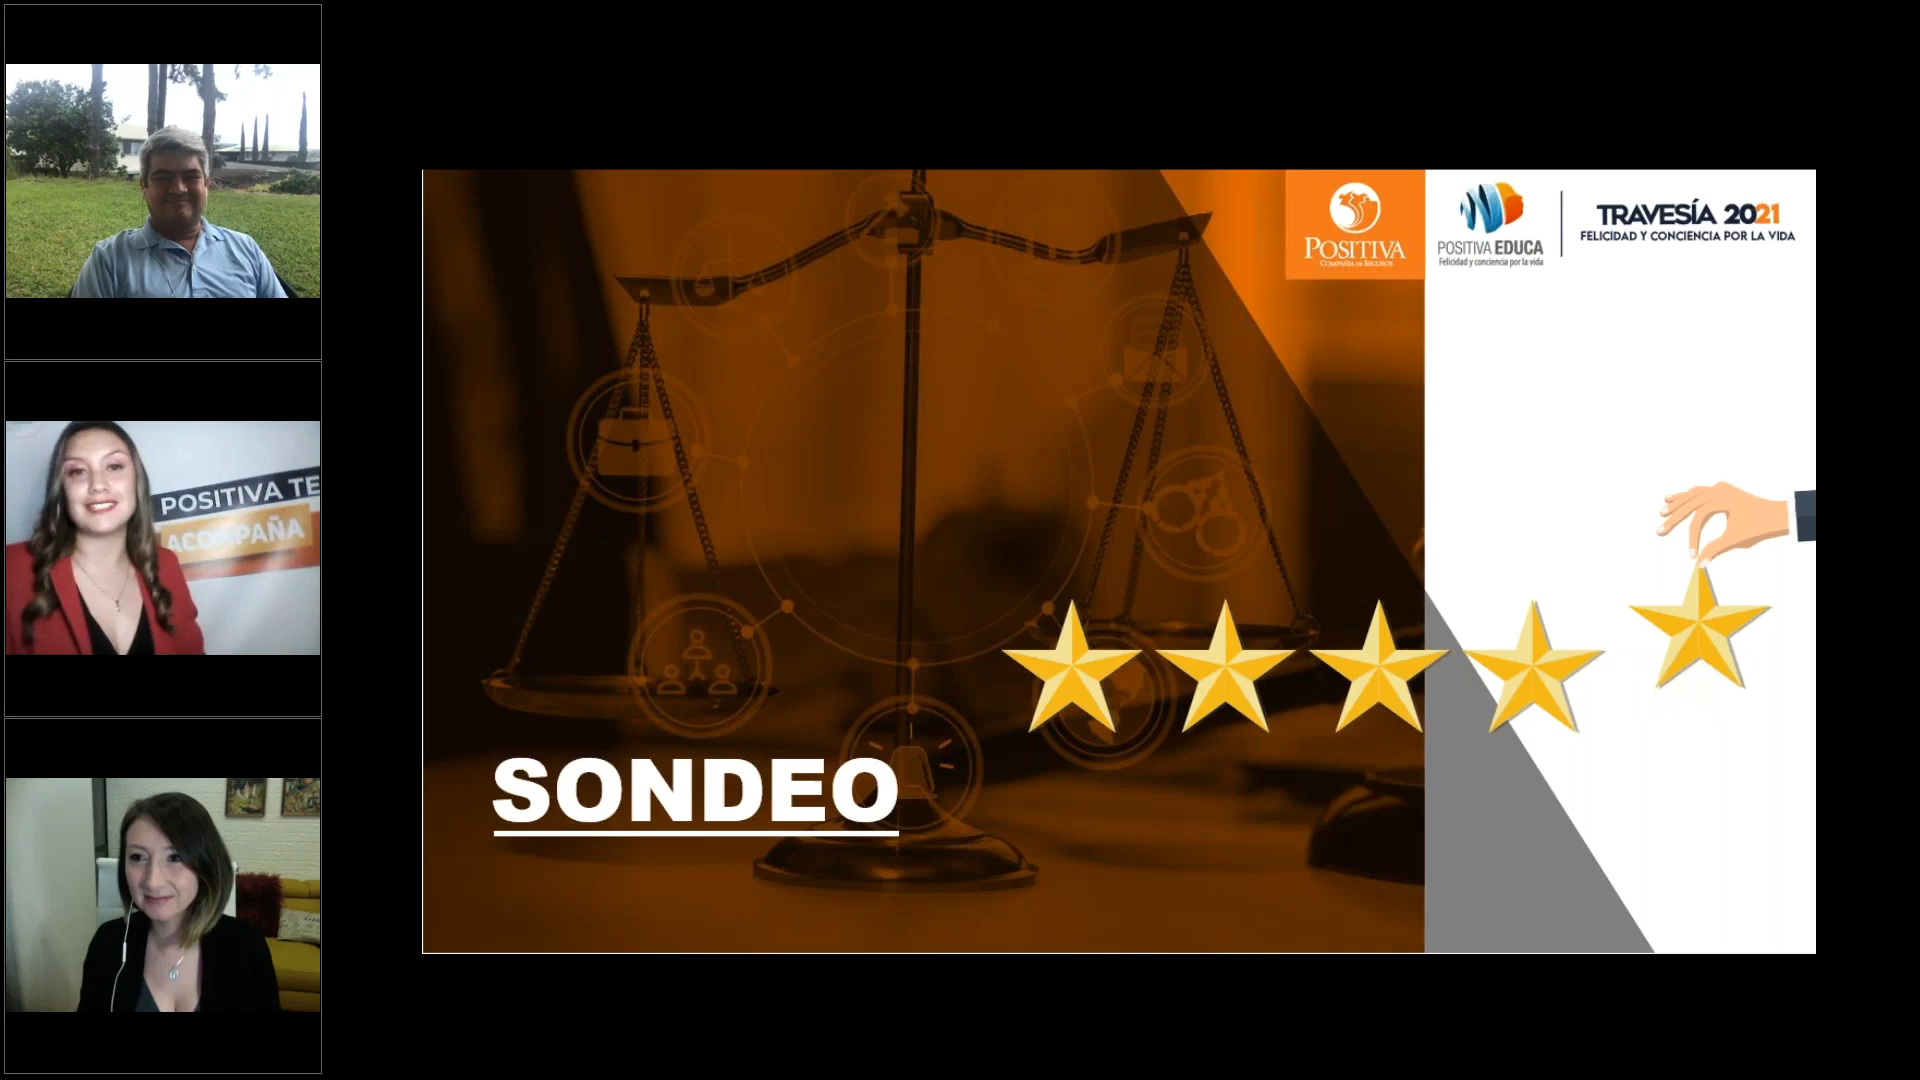 POSITIVA
COMPAÑÍA DE SEGUROS
POSITIVA EDUCA
Felicidad y conciencia por la vida
TRAVESÍA 2021
FELICIDAD Y CONCIENCIA POR LA VIDA
POSITIVA TE
ACOMPAÑA
SONDEO